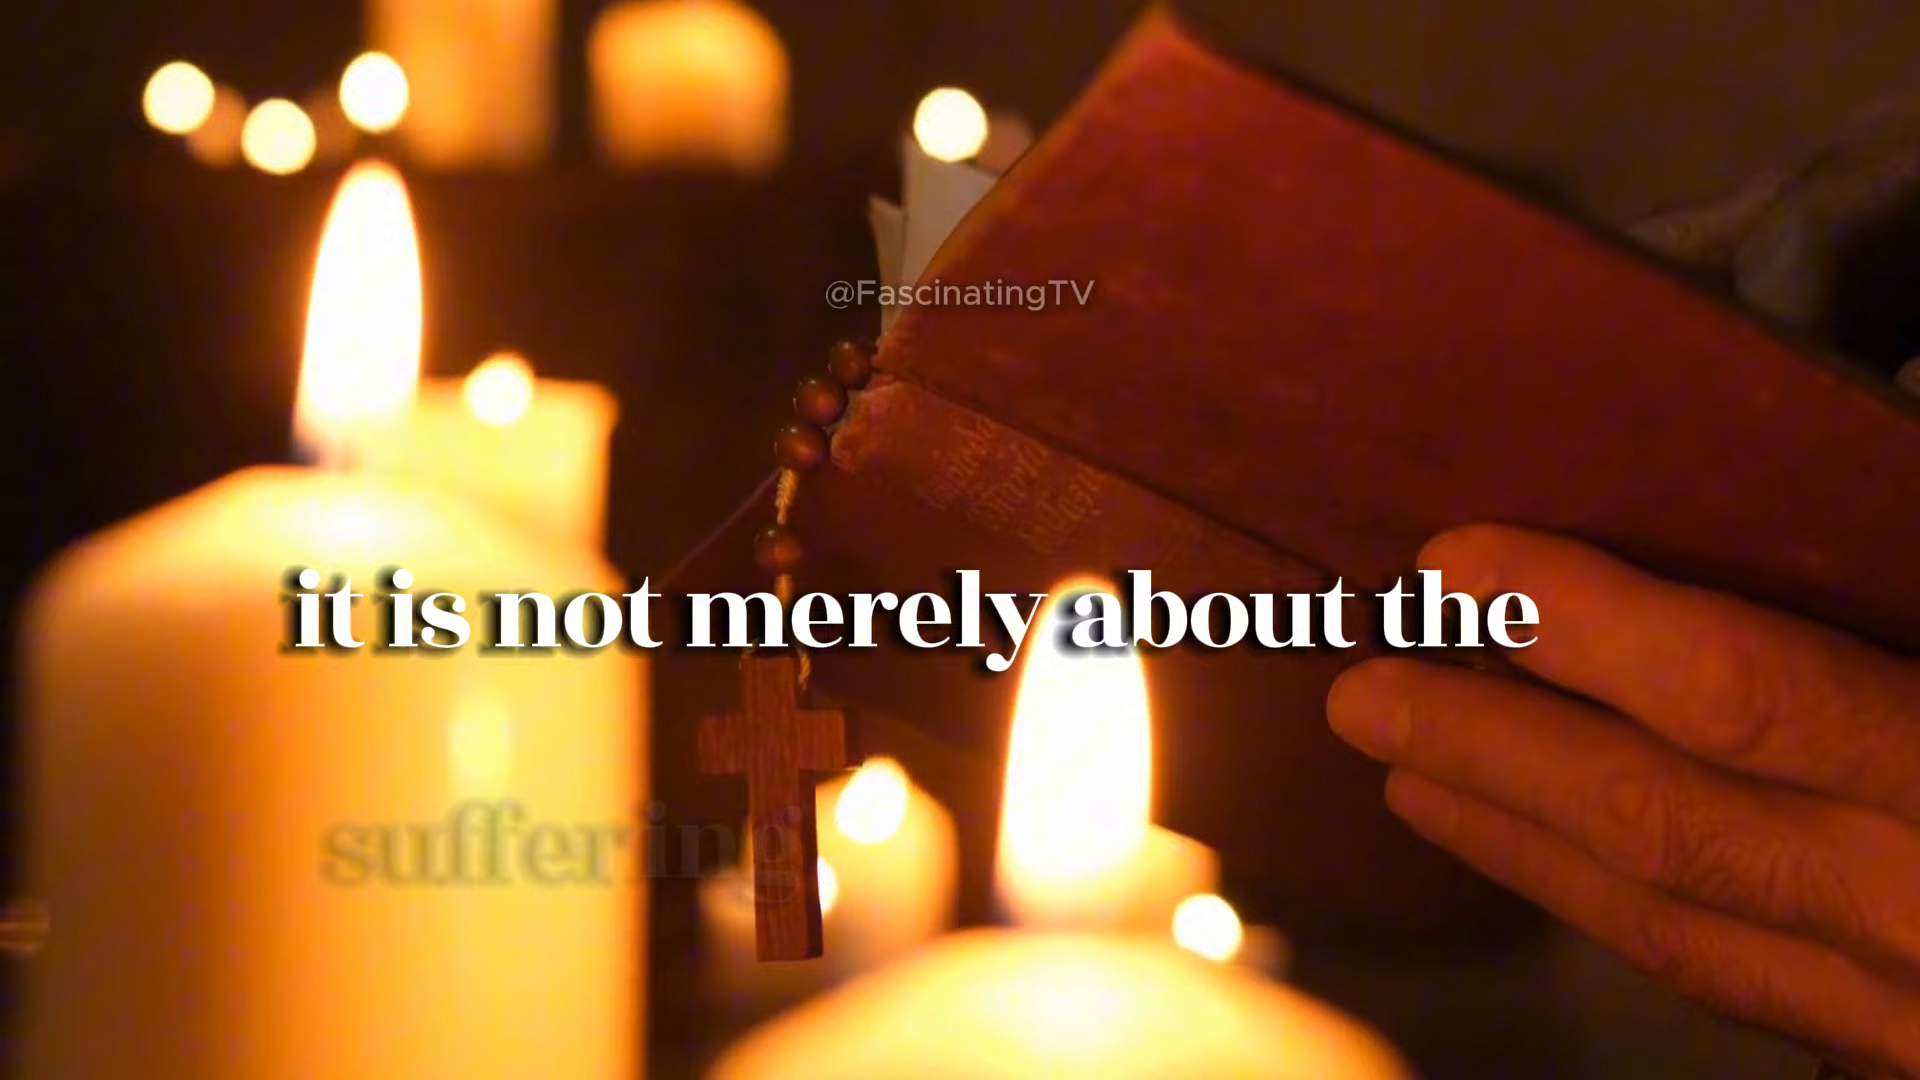 @FascinatingTV
it is not merely about the
suffering